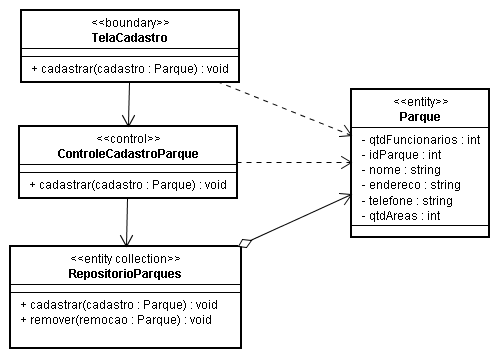 <<boundary>>
TelaCadastro
+ cadastrar(cadastro : Parque) : void
<<control>>
ControleCadastroParque
+ cadastrar(cadastro : Parque) : void
<<entity collection>>
RepositorioParques
+ cadastrar(cadastro : Parque) : void
+ remover(remocao : Parque) : void
<<entity>>
Parque
- qtdFuncionarios : int
- idParque : int
- nome : string
- endereco : string
- telefone : string
- qtdAreas : int